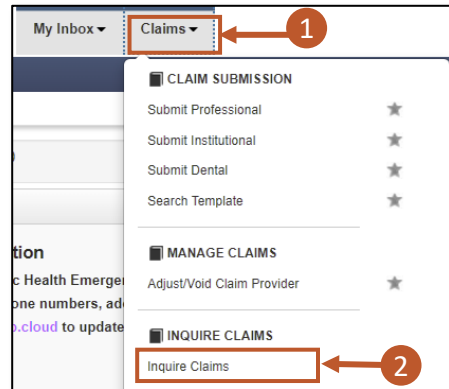 My Inbox ▾ Claims ▾ 1
CLAIM SUBMISSION
Submit Professional
Submit Institutional
Submit Dental
Search Template
tion
MANAGE CLAIMS
c Health Emerge
Adjust/Void Claim Provider
one numbers, ad
.cloud to update
INQUIRE CLAIMS
Inquire Claims 2